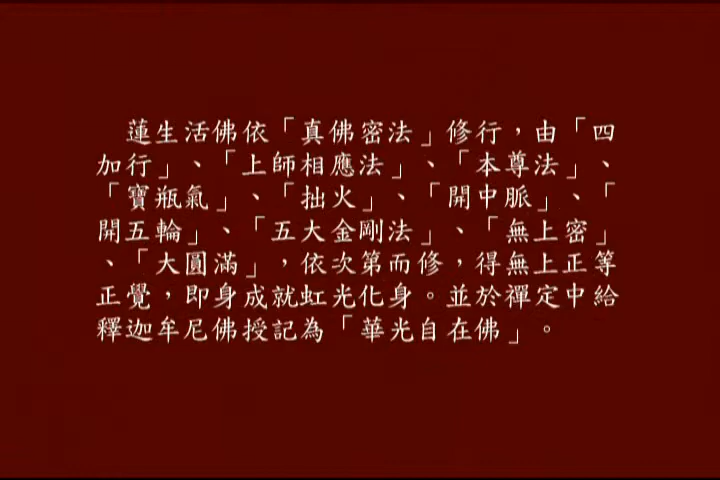 蓮生活佛依「真佛密法」修行，由「四
加行」、「上師相應法」、「本尊法」、
「寶瓶氣」、「拙火」、「開中脈」、「
開五輪」、「五大金剛法」、「無上密」
、「大圓滿」，依次第而修，得無上正等
正覺，即身成就虹光化身。並於禪定中給
釋迦牟尼佛授記為「華光自在佛」。